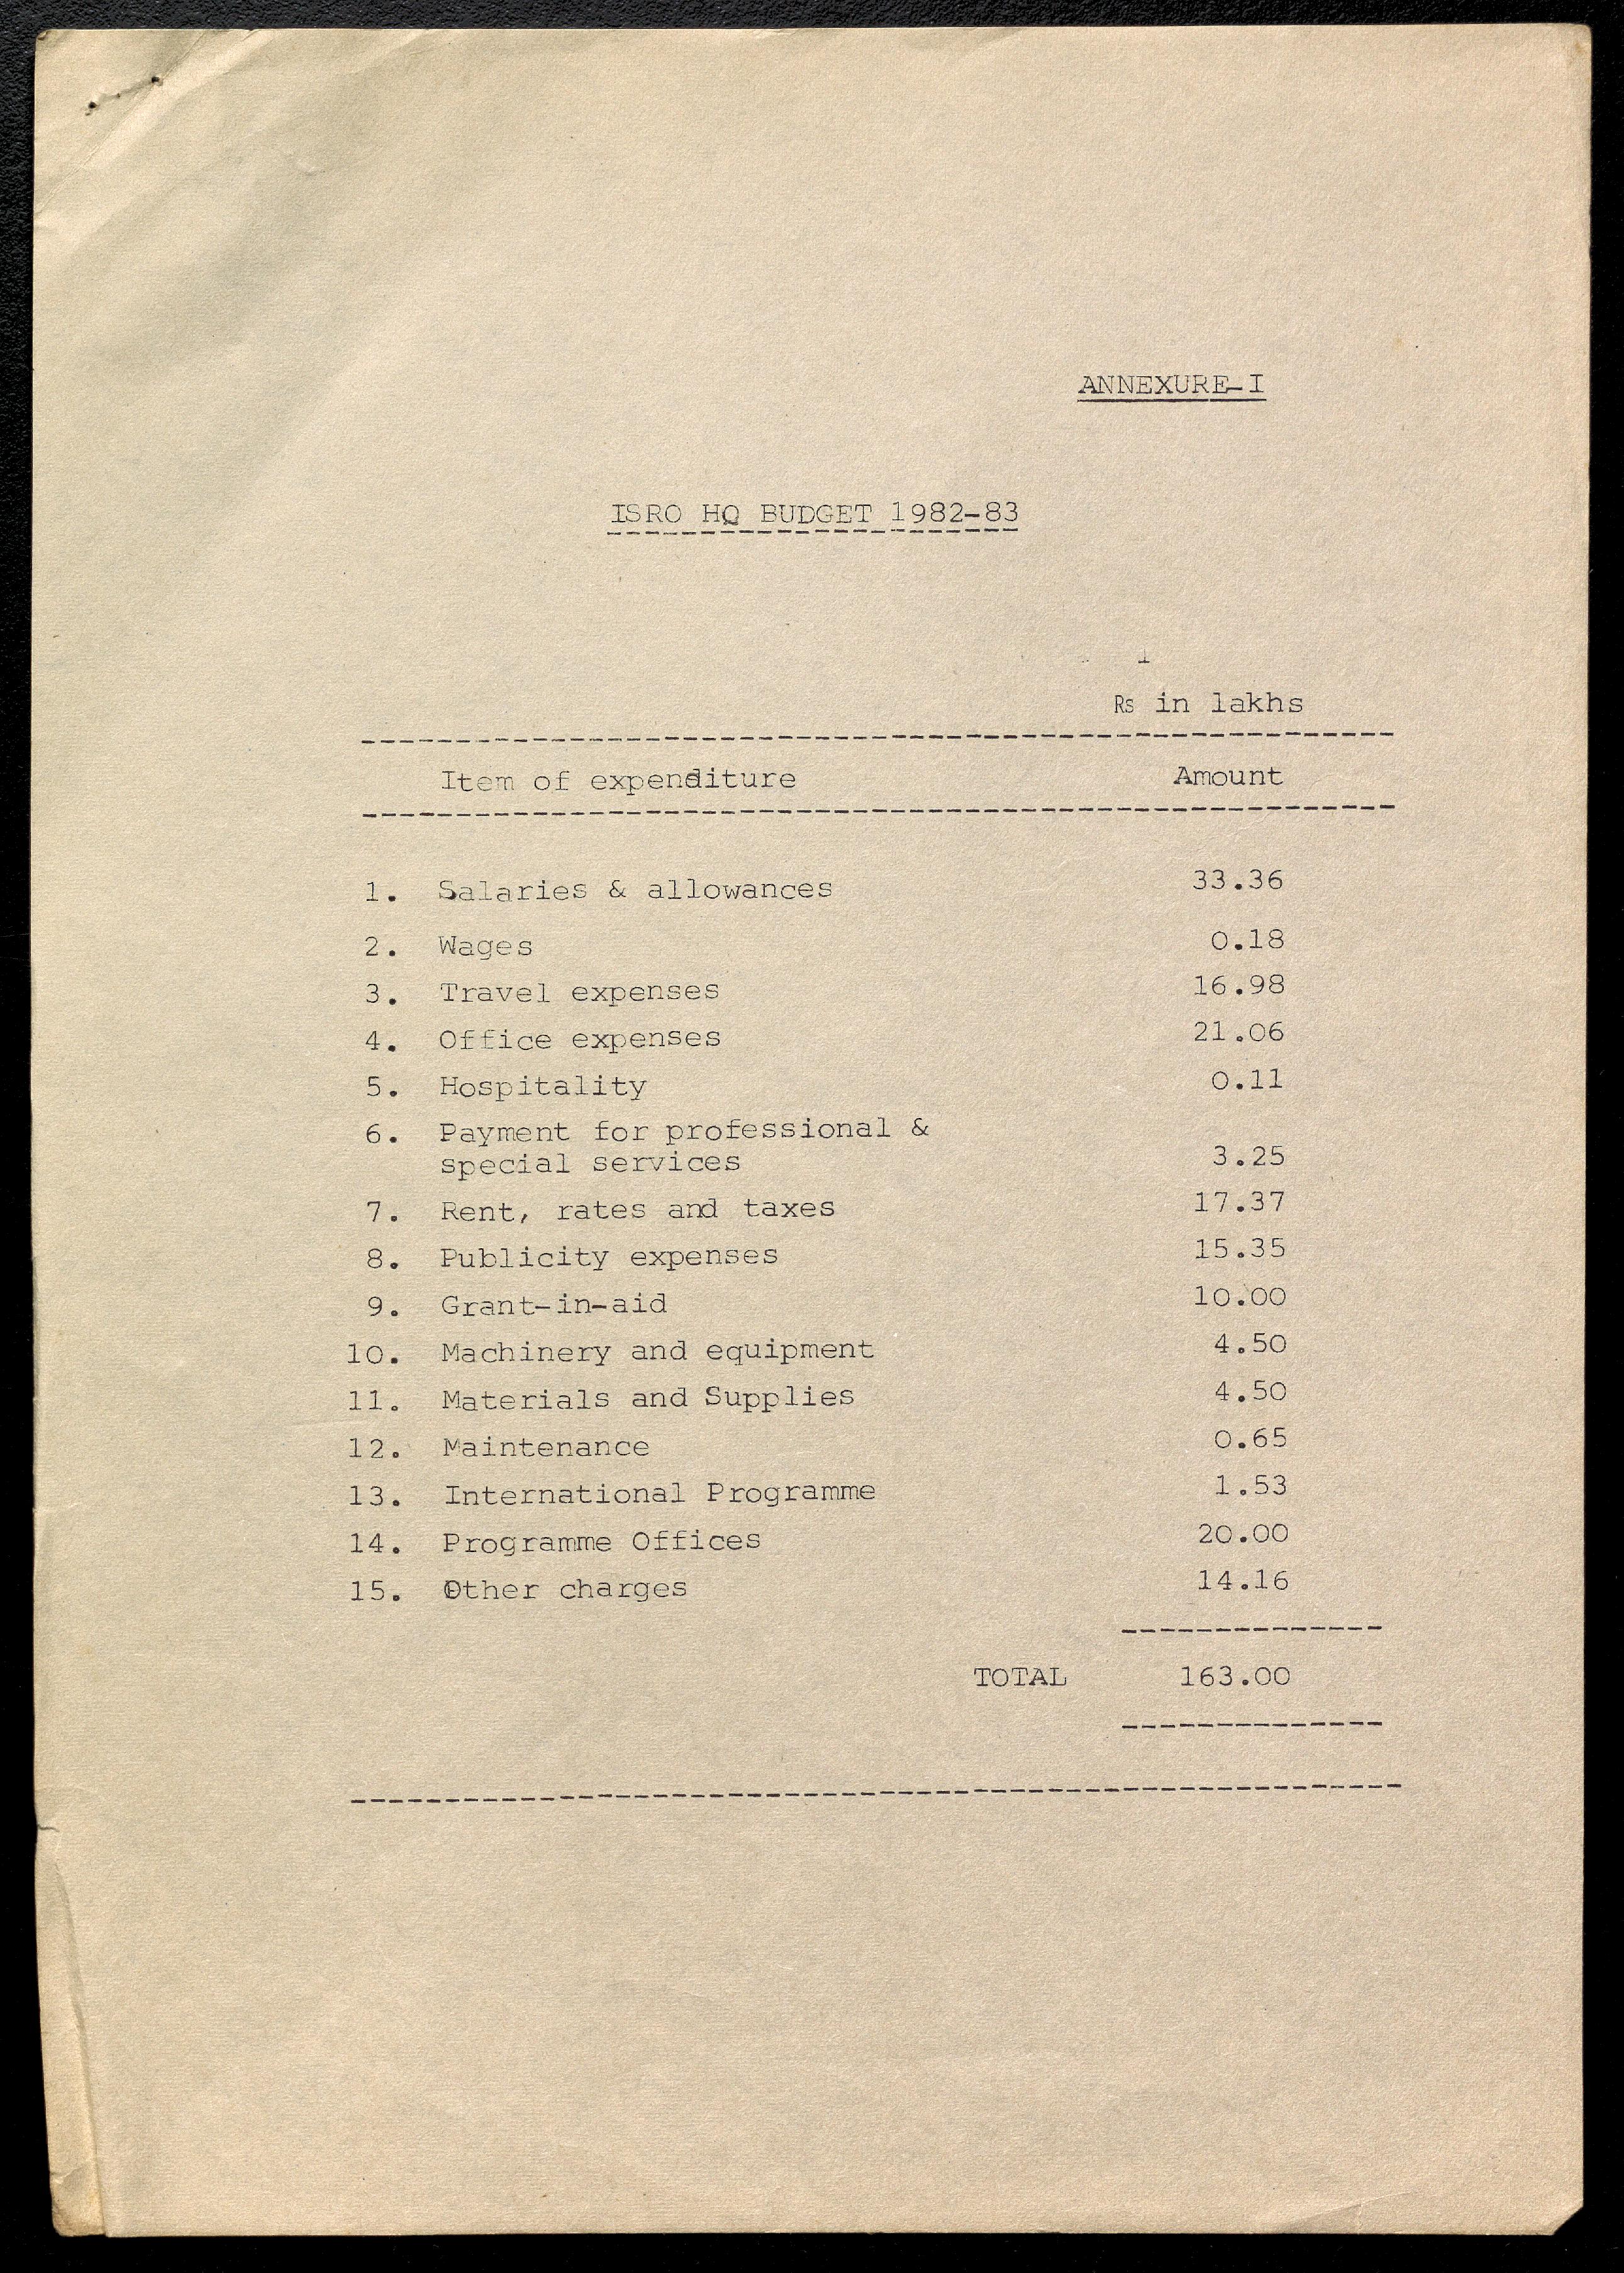 ANNEXURE-I
ISRO HQ BUDGET 1982-83
Rs in lakhs
Item of expenditure Amount
1. Salaries & allowances 33.36
2. Wages 0.18
3. Travel expenses 16.98
4. Office expenses 21.06
5. Hospitality 0.11
6. Payment for professional &
special services 3.25
7. Rent, rates and taxes 17.37
8. Publicity expenses 15.35
9. Grant-in-aid 10.00
10. Machinery and equipment 4.50
11. Materials and Supplies 4.50
12. Maintenance 0.65
13. International Programme 1.53
14. Programme Offices 20.00
15. Other charges 14.16
TOTAL 163.00